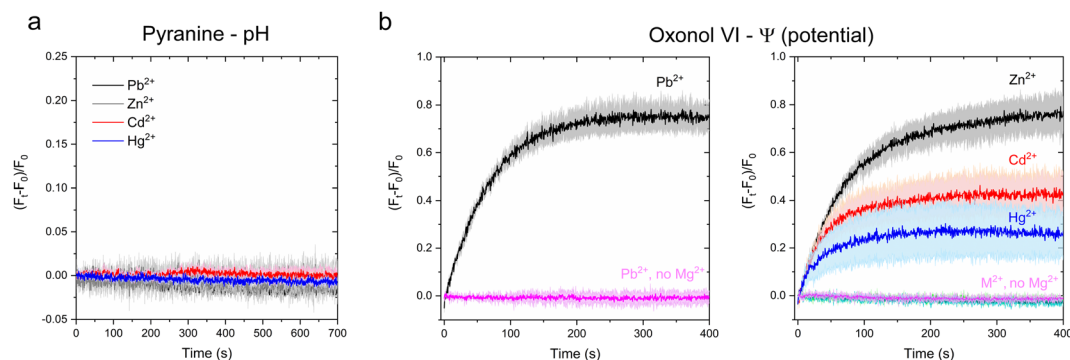 a
Pyranine - pH
0.25
0.20
0.15
0.10
0.05
0.00
-0.05
(Fₜ-F₀)/F₀
Pb²⁺
Zn²⁺
Cd²⁺
Hg²⁺
0 100 200 300 400 500 600 700
Time (s)
b
Oxonol VI - Ψ (potential)
1.0
0.8
0.6
0.4
0.2
0.0
(Fₜ-F₀)/F₀
Pb²⁺
Pb²⁺, no Mg²⁺
0 100 200 300 400
Time (s)
1.0
0.8
0.6
0.4
0.2
0.0
(Fₜ-F₀)/F₀
Zn²⁺
Cd²⁺
Hg²⁺
M²⁺, no Mg²⁺
0 100 200 300 400
Time (s)